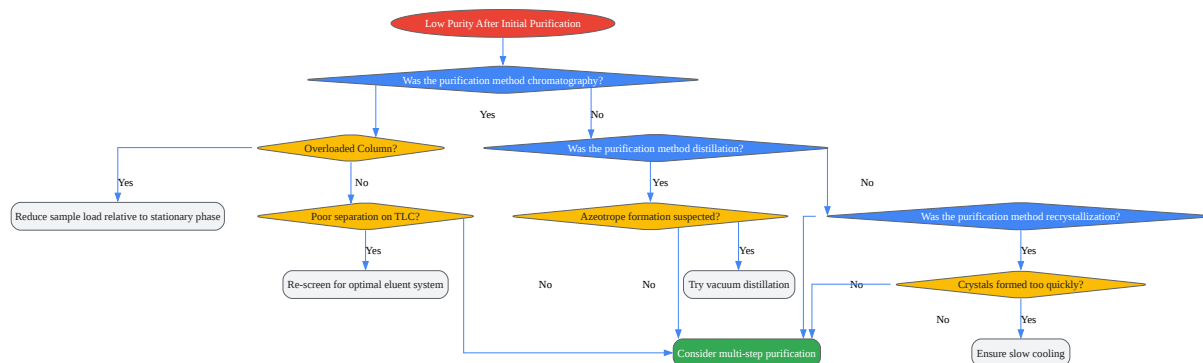 Low Purity After Initial Purification
Was the purification method chromatography?
Yes
No
Overloaded Column?
Was the purification method distillation?
Yes
No
Yes
No
Reduce sample load relative to stationary phase
Poor separation on TLC?
Azeotrope formation suspected?
Was the purification method recrystallization?
Yes
Yes
Yes
Re-screen for optimal eluent system
No
No
Try vacuum distillation
No
Crystals formed too quickly?
No
Yes
Consider multi-step purification
Ensure slow cooling